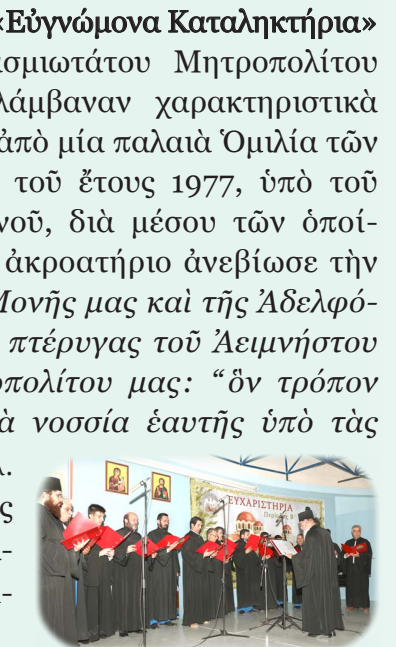 «Εὐγνώμονα Καταληκτήρια»
ασμιωτάτου Μητροπολίτου
λάμβαναν χαρακτηριστικὰ
ἀπὸ μία παλαιὰ Ὁμιλία τῶν
τοῦ ἔτους 1977, ὑπὸ τοῦ
νοῦ, διὰ μέσου τῶν ὁποί-
ἀκροατήριο ἀνεβίωσε τὴν
Μονῆς μας καὶ τῆς Ἀδελφό-
πτέρυγας τοῦ Ἀειμνήστου
οπολίτου μας: “ὃν τρόπον
ὰ νοσσία ἑαυτῆς ὑπὸ τὰς
ΕΥΧΑΡΙΣΤΗΡΙΑ